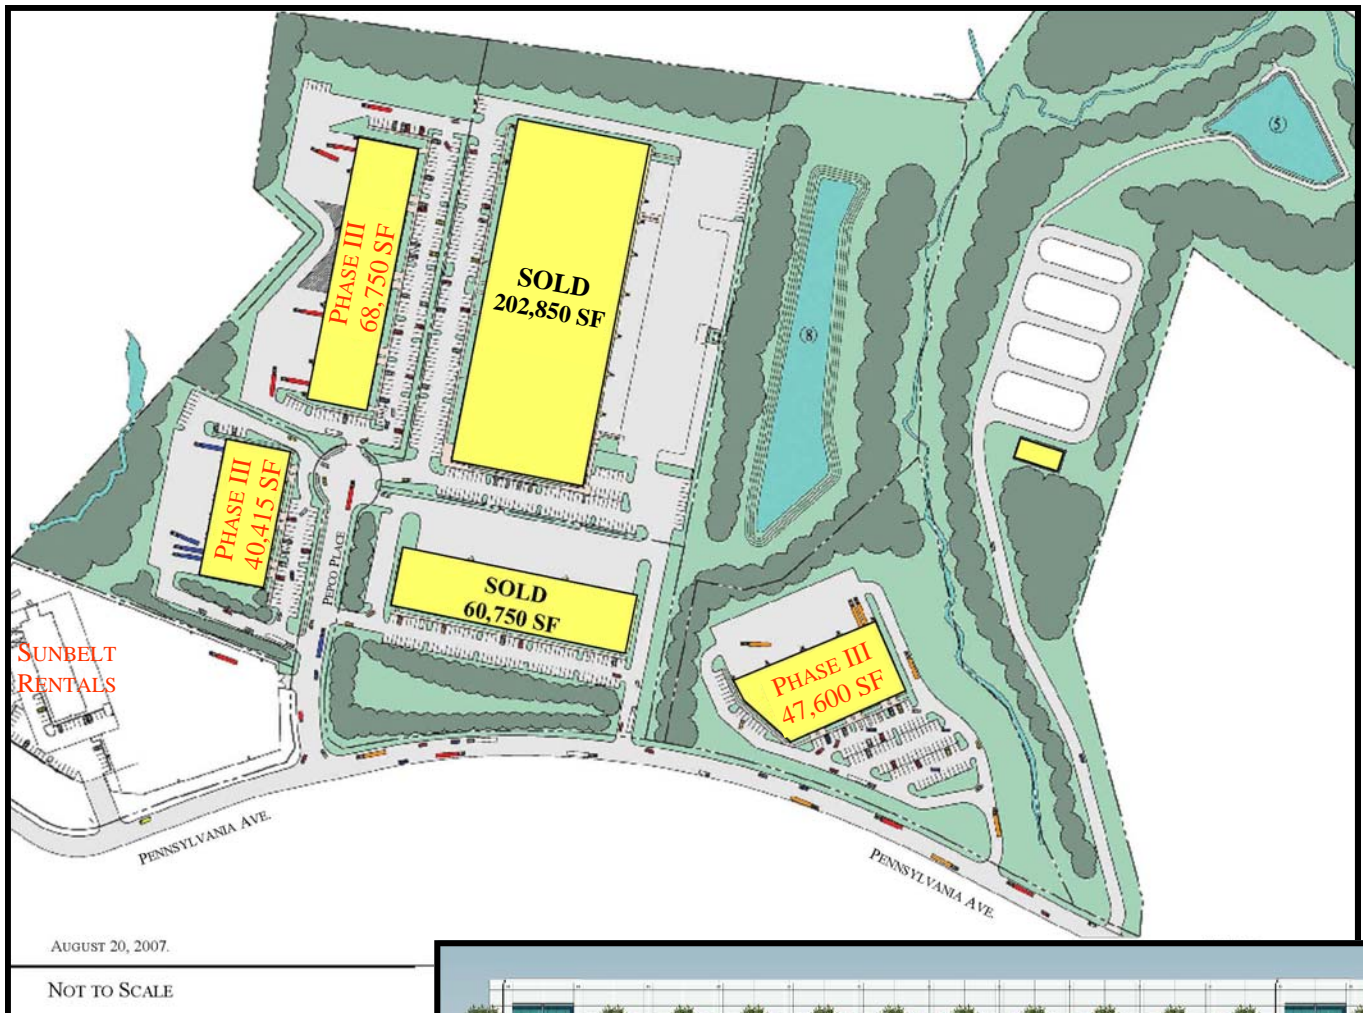 PHASE III
68,750 SF
SOLD
202,850 SF
5
8
PHASE III
40,415 SF
PEPCO PLACE
SOLD
60,750 SF
SUNBELT
RENTALS
PHASE III
47,600 SF
PENNSYLVANIA AVE.
PENNSYLVANIA AVE.
AUGUST 20, 2007.
NOT TO SCALE